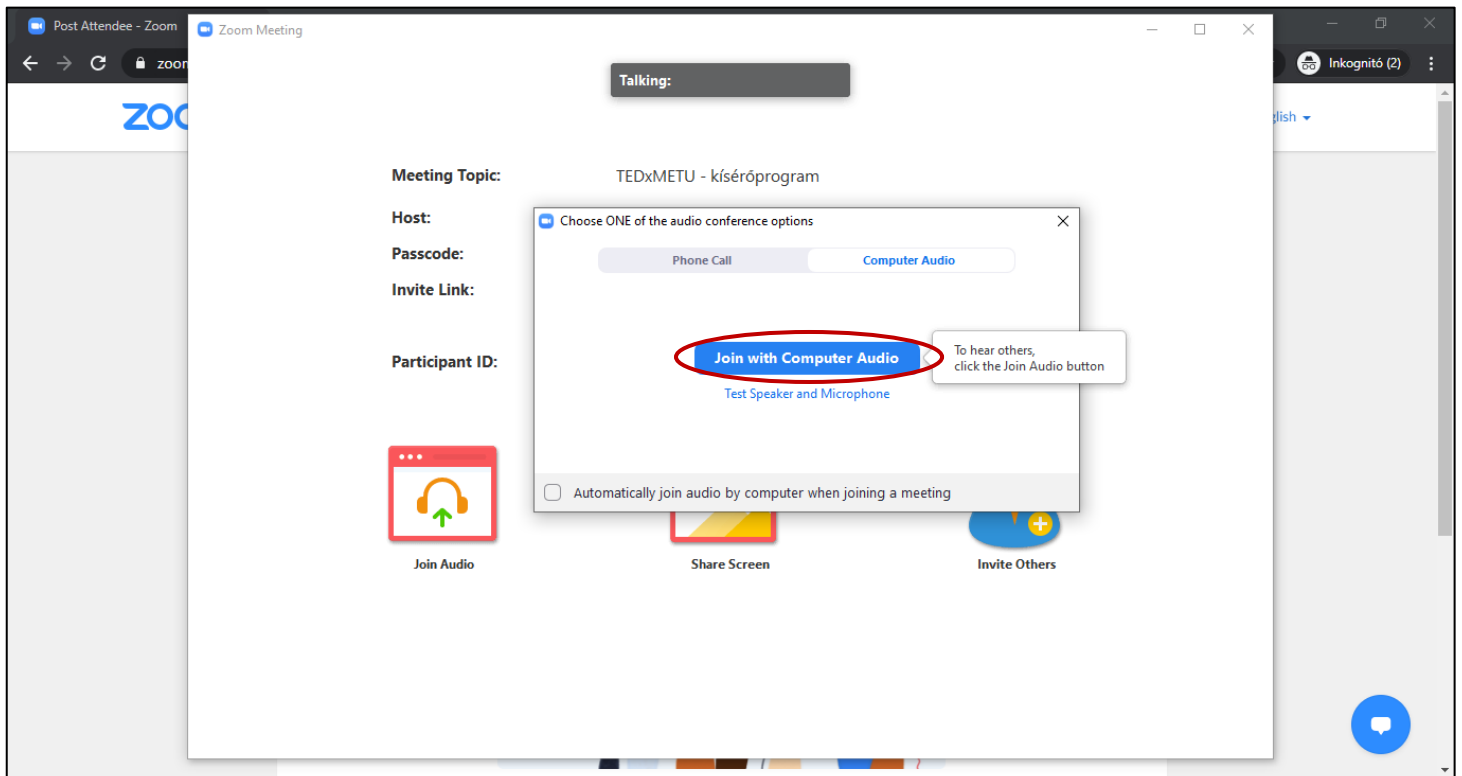 Post Attendee - Zoom
Zoom Meeting
Inkognitó (2)
Talking:
Meeting Topic: TEDxMETU - kísérőprogram
Host:
Passcode:
Invite Link:
Participant ID:
Choose ONE of the audio conference options
Phone Call Computer Audio
Join with Computer Audio
To hear others,
click the Join Audio button
Test Speaker and Microphone
Automatically join audio by computer when joining a meeting
Join Audio Share Screen Invite Others